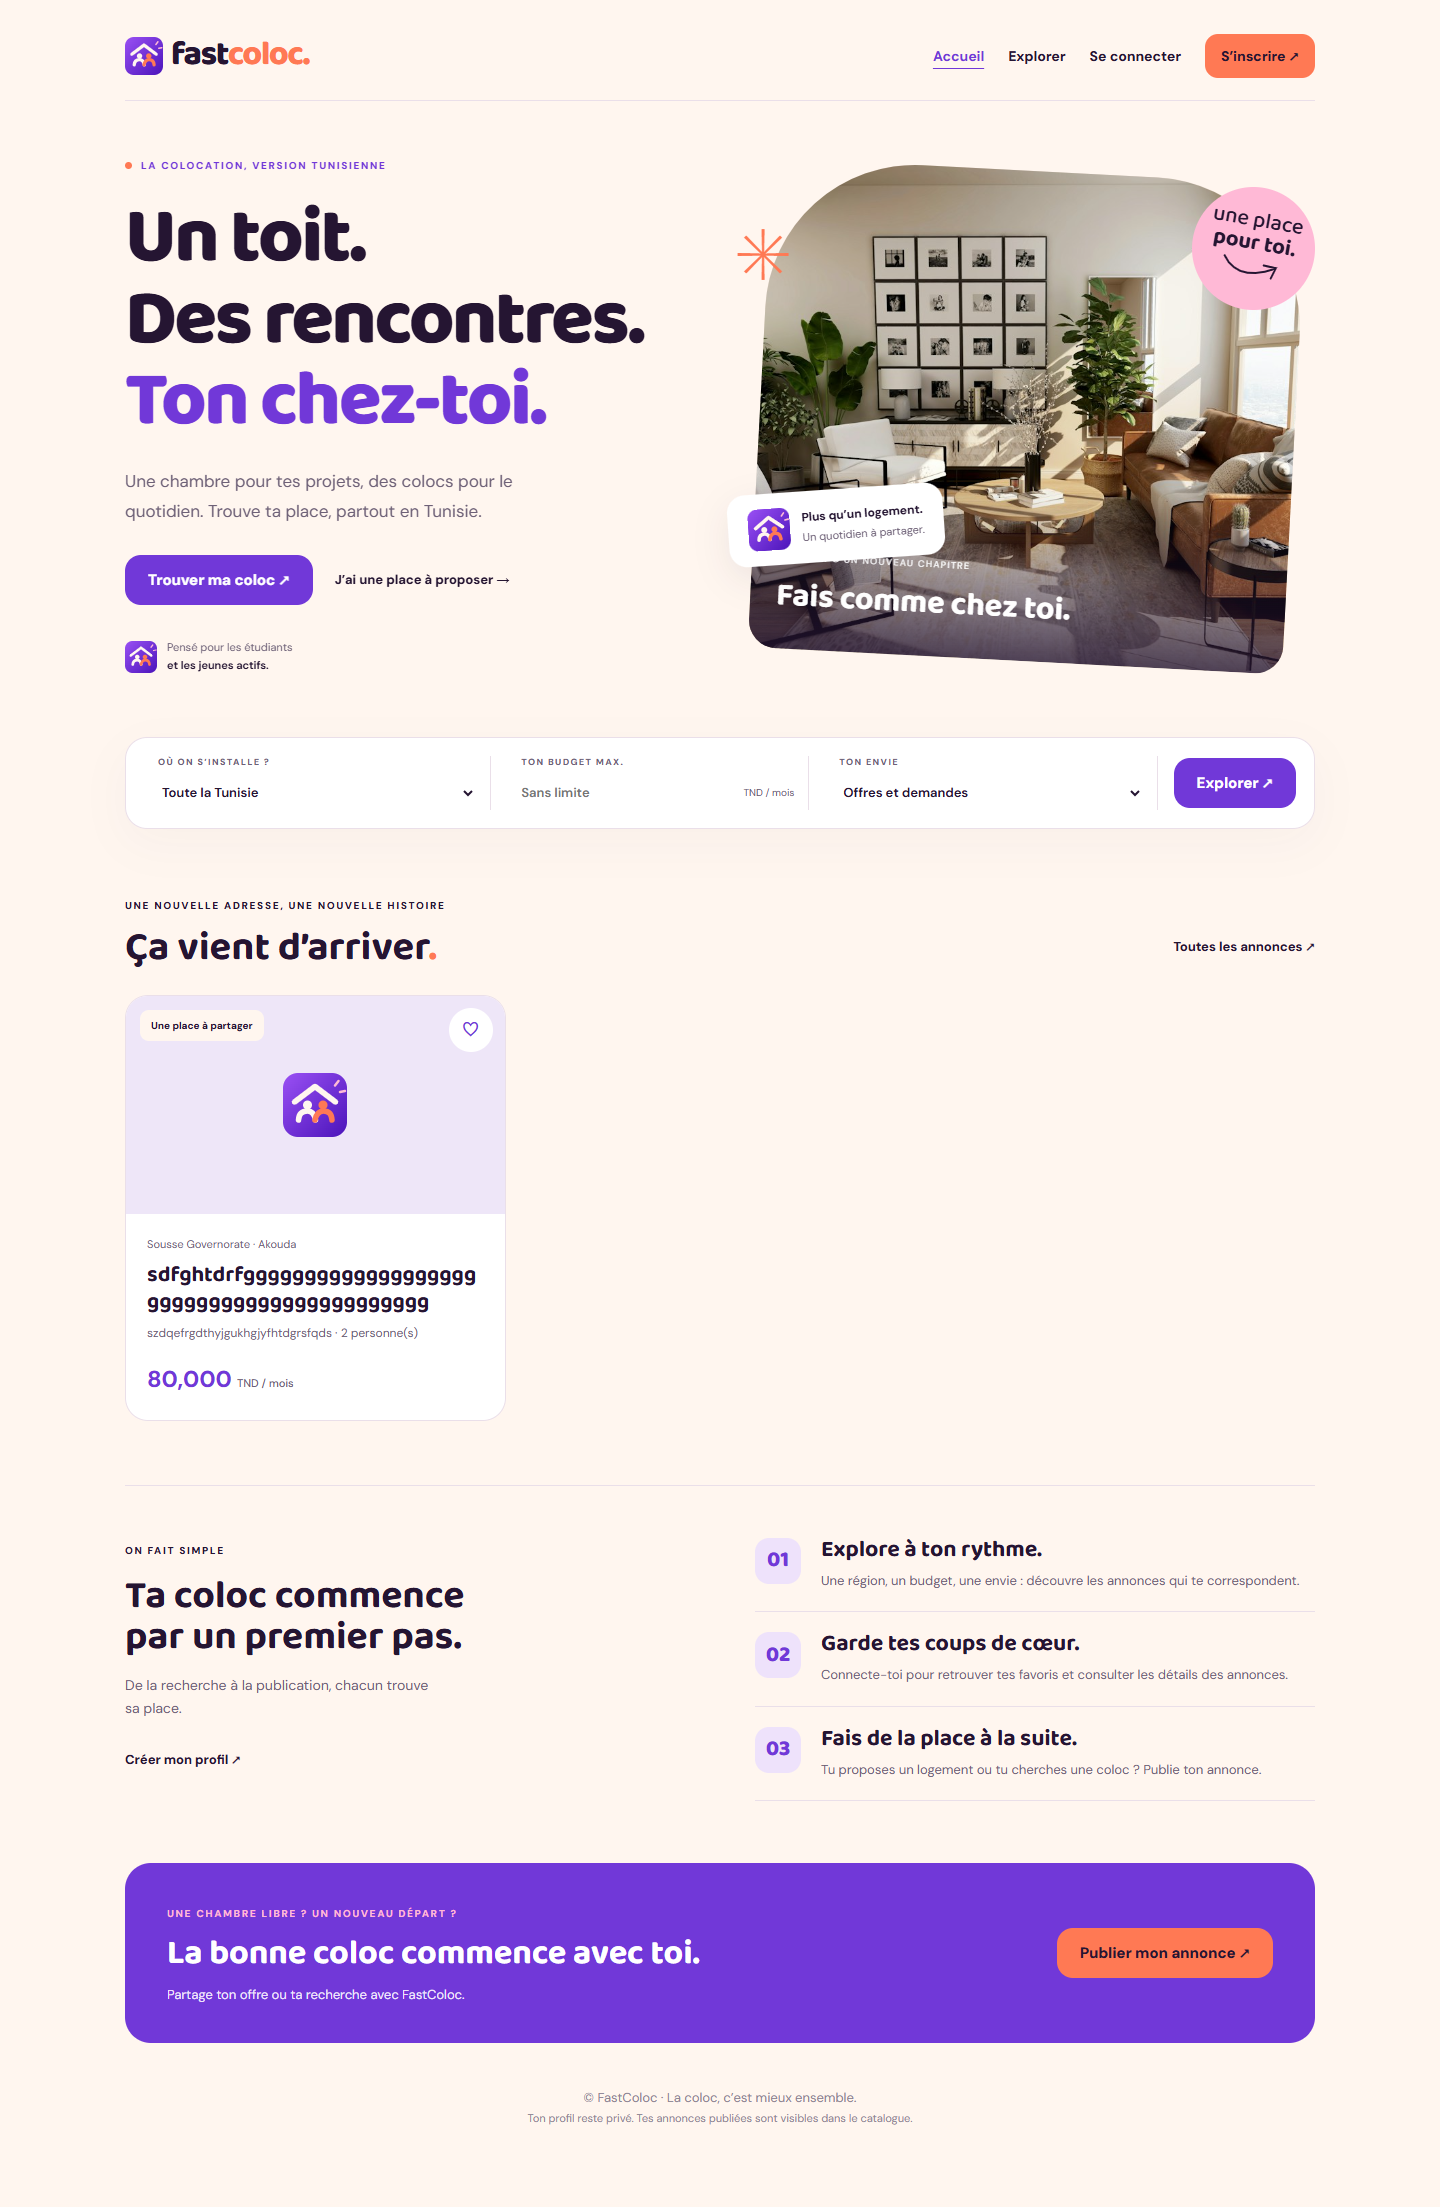 fastcoloc.
Accueil
Explorer
Se connecter
S'inscrire ↗
LA COLOCATION, VERSION TUNISIENNE
Un toit.
Des rencontres.
Ton chez-toi.
Une chambre pour tes projets, des colocs pour le
quotidien. Trouve ta place, partout en Tunisie.
Trouver ma coloc ↗
J'ai une place à proposer →
Pensé pour les étudiants
et les jeunes actifs.
une place
pour toi.
Plus qu'un logement.
Un quotidien à partager.
UN NOUVEAU CHAPITRE
Fais comme chez toi.
OÙ ON S'INSTALLE ?
Toute la Tunisie
TON BUDGET MAX.
Sans limite
TND / mois
TON ENVIE
Offres et demandes
Explorer ↗
UNE NOUVELLE ADRESSE, UNE NOUVELLE HISTOIRE
Ça vient d'arriver.
Toutes les annonces ↗
Une place à partager
Sousse Governorate · Akouda
sdfghtdrfggggggggggggggggggg
ggggggggggggggggggggggg
szdqefrgdthyjgukhgjyfhtdgrsfqds · 2 personne(s)
80,000 TND / mois
ON FAIT SIMPLE
Ta coloc commence
par un premier pas.
De la recherche à la publication, chacun trouve
sa place.
Créer mon profil ↗
01
Explore à ton rythme.
Une région, un budget, une envie : découvre les annonces qui te correspondent.
02
Garde tes coups de cœur.
Connecte-toi pour retrouver tes favoris et consulter les détails des annonces.
03
Fais de la place à la suite.
Tu proposes un logement ou tu cherches une coloc ? Publie ton annonce.
UNE CHAMBRE LIBRE ? UN NOUVEAU DÉPART ?
La bonne coloc commence avec toi.
Partage ton offre ou ta recherche avec FastColoc.
Publier mon annonce ↗
© FastColoc · La coloc, c'est mieux ensemble.
Ton profil reste privé. Tes annonces publiées sont visibles dans le catalogue.